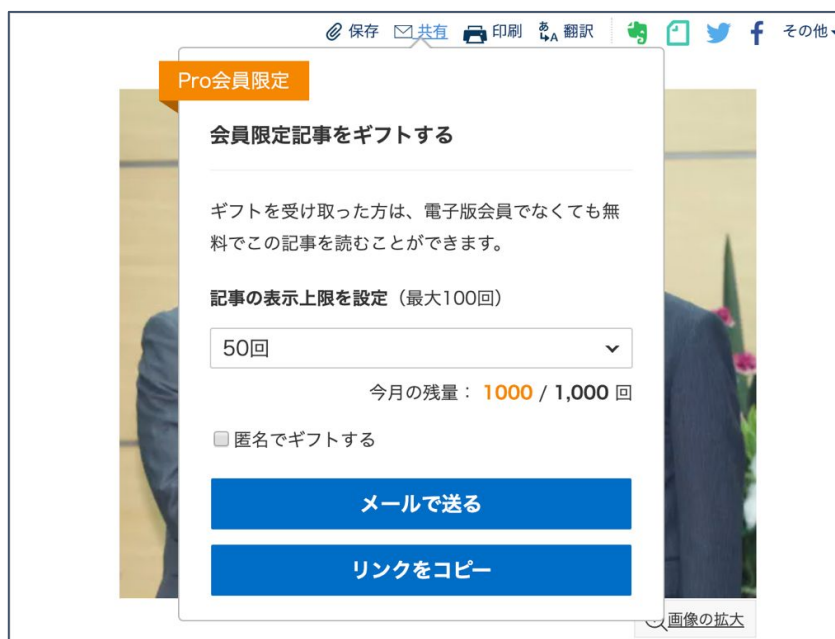 保存 共有 印刷 あA 翻訳 その他
Pro会員限定
会員限定記事をギフトする
ギフトを受け取った方は、電子版会員でなくても無
料でこの記事を読むことができます。
記事の表示上限を設定（最大100回）
50回
今月の残量： 1000 / 1,000 回
匿名でギフトする
メールで送る
リンクをコピー
画像の拡大